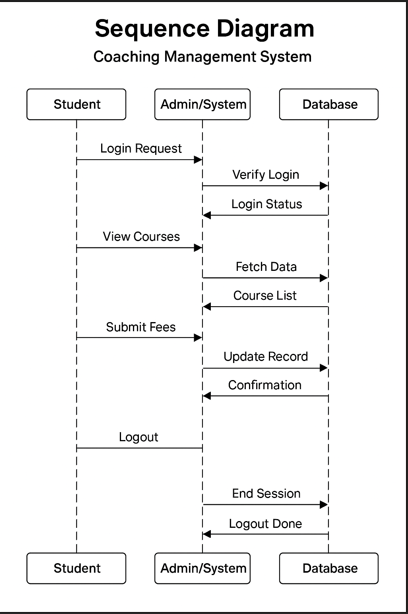 Sequence Diagram
Coaching Management System
Student
Admin/System
Database
Login Request
Verify Login
Login Status
View Courses
Fetch Data
Course List
Submit Fees
Update Record
Confirmation
Logout
End Session
Logout Done
Student
Admin/System
Database